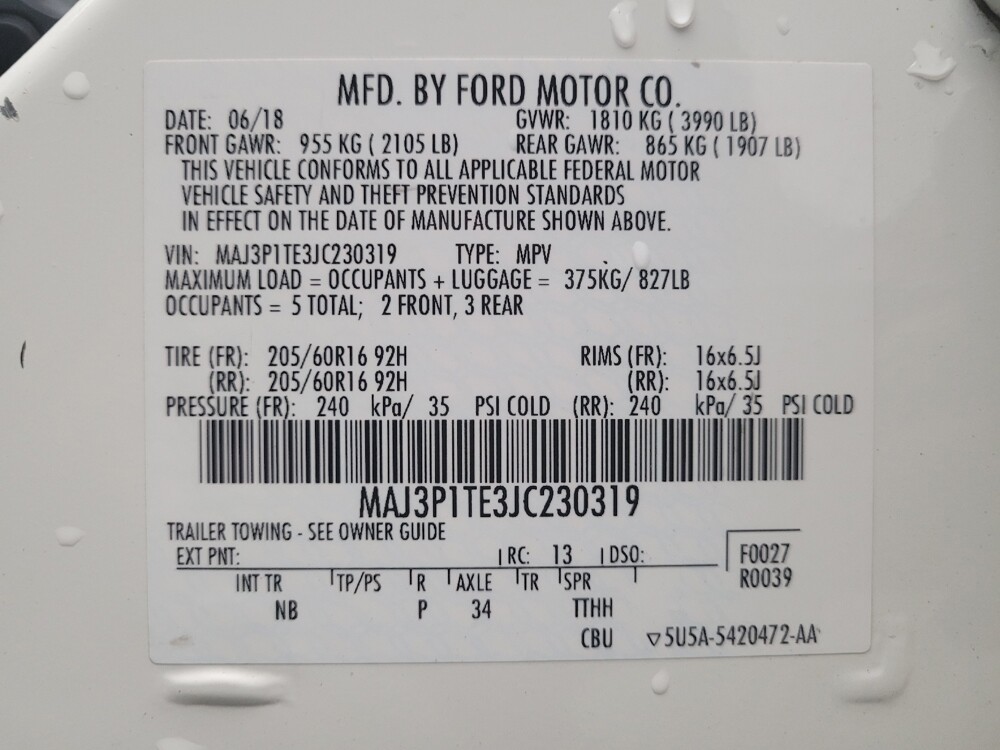 MFD. BY FORD MOTOR CO.
DATE: 06/18 GVWR: 1810 KG ( 3990 LB)
FRONT GAWR: 955 KG ( 2105 LB) REAR GAWR: 865 KG ( 1907 LB)
THIS VEHICLE CONFORMS TO ALL APPLICABLE FEDERAL MOTOR
VEHICLE SAFETY AND THEFT PREVENTION STANDARDS
IN EFFECT ON THE DATE OF MANUFACTURE SHOWN ABOVE.
VIN: MAJ3P1TE3JC230319 TYPE: MPV
MAXIMUM LOAD = OCCUPANTS + LUGGAGE = 375KG/ 827LB
OCCUPANTS = 5 TOTAL; 2 FRONT, 3 REAR
TIRE (FR): 205/60R16 92H RIMS (FR): 16x6.5J
(RR): 205/60R16 92H (RR): 16x6.5J
PRESSURE (FR): 240 kPa/ 35 PSI COLD (RR): 240 kPa/ 35 PSI COLD
MAJ3P1TE3JC230319
TRAILER TOWING - SEE OWNER GUIDE
EXT PNT: RC: 13 DSO: F0027
INT TR TP/PS R AXLE TR SPR R0039
NB P 34 TTHH
CBU ▽5U5A-5420472-AA